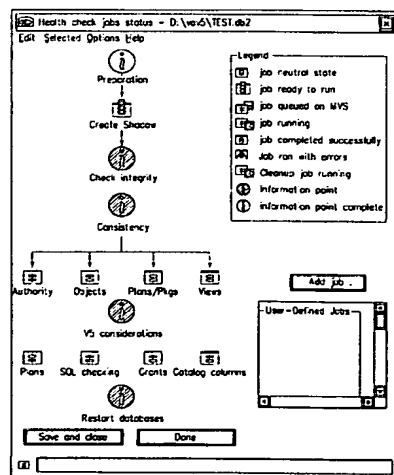 Health check jobs status - D:\vav5\TEST.db2
Edit Selected Options Help
Preparation
Create Shadow
Check integrity
Consistency
Authority Objects Plans/Pkgs Views
V5 considerations
Plans SQL checking Grants Catalog columns
Restart databases
Save and close Done
Legend
job neutral state
job ready to run
job queued on MVS
job running
job completed successfully
Job ran with errors
Cleanup job running
Information point
information point complete
Add job .
User-Defined Jobs